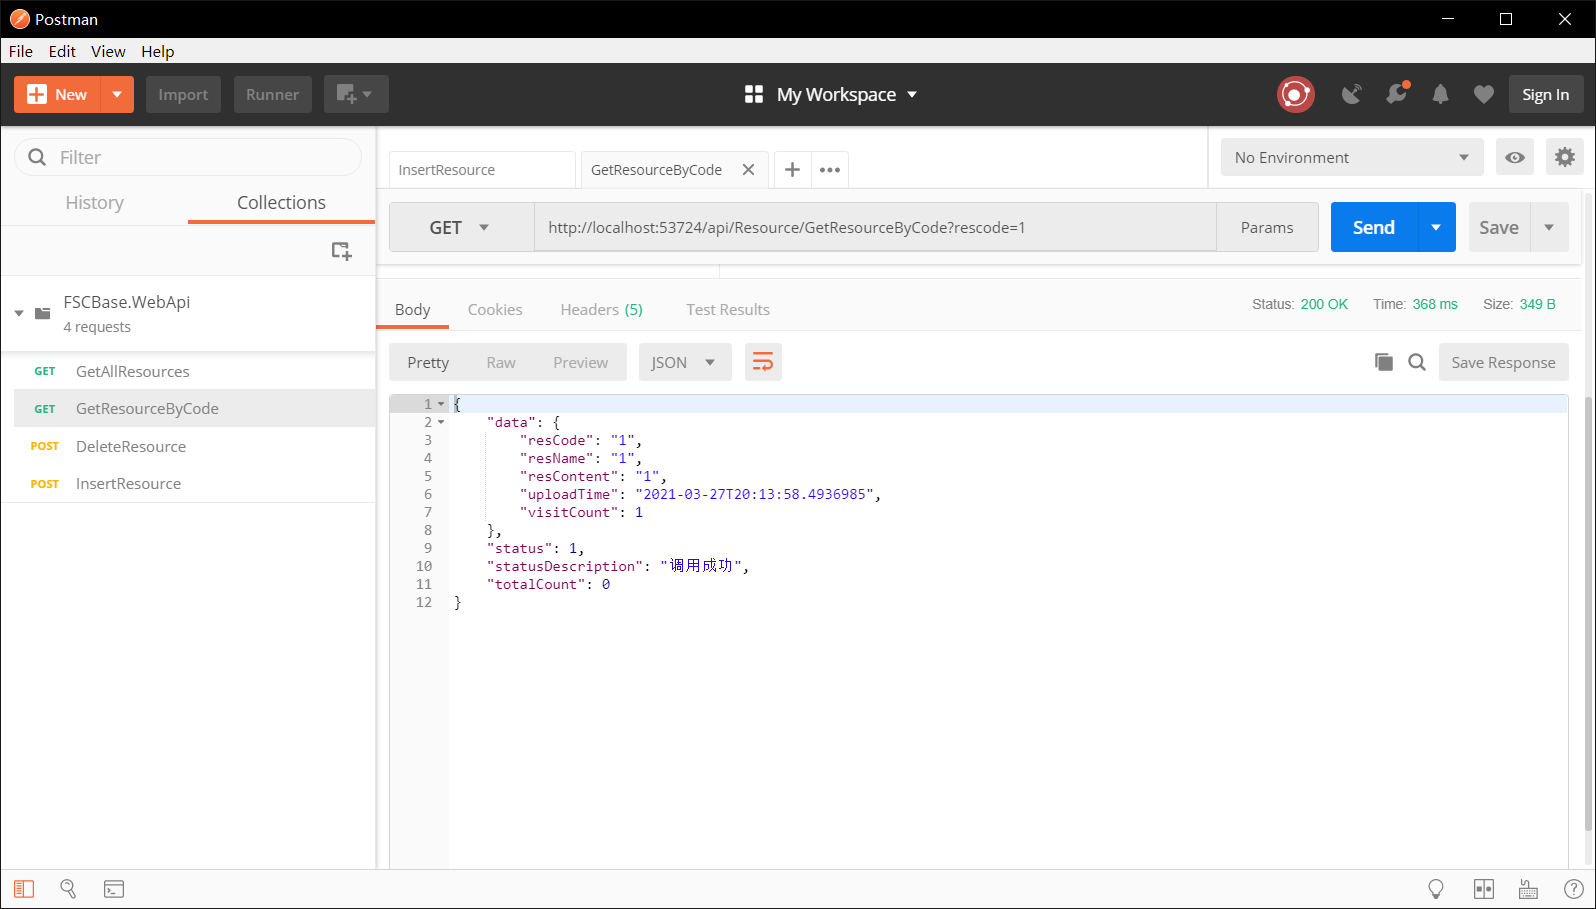 Postman
File Edit View Help
New Import Runner My Workspace Sign In
Filter
History Collections
FSCBase.WebApi
4 requests
GET GetAllResources
GET GetResourceByCode
POST DeleteResource
POST InsertResource
InsertResource GetResourceByCode No Environment
GET http://localhost:53724/api/Resource/GetResourceByCode?rescode=1 Params Send Save
Body Cookies Headers (5) Test Results Status: 200 OK Time: 368 ms Size: 349 B
Pretty Raw Preview JSON Save Response
1 {
2 "data": {
3 "resCode": "1",
4 "resName": "1",
5 "resContent": "1",
6 "uploadTime": "2021-03-27T20:13:58.4936985",
7 "visitCount": 1
8 },
9 "status": 1,
10 "statusDescription": "调用成功",
11 "totalCount": 0
12 }